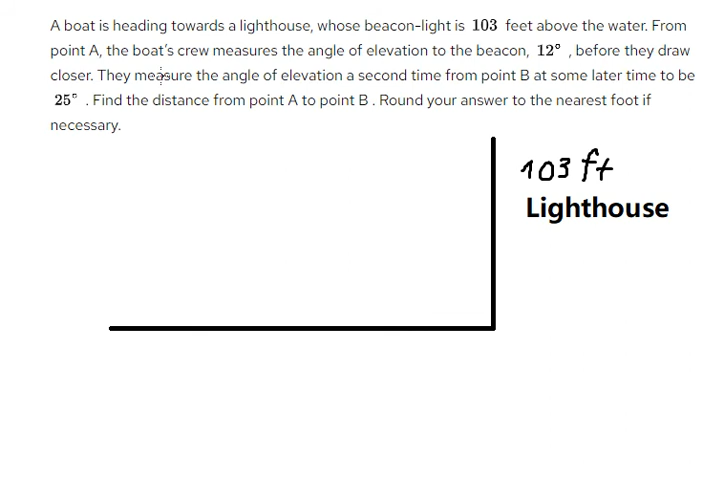 A boat is heading towards a lighthouse, whose beacon-light is 103 feet above the water. From
point A, the boat's crew measures the angle of elevation to the beacon, 12° , before they draw
closer. They measure the angle of elevation a second time from point B at some later time to be
25° . Find the distance from point A to point B . Round your answer to the nearest foot if
necessary.
103 ft
Lighthouse